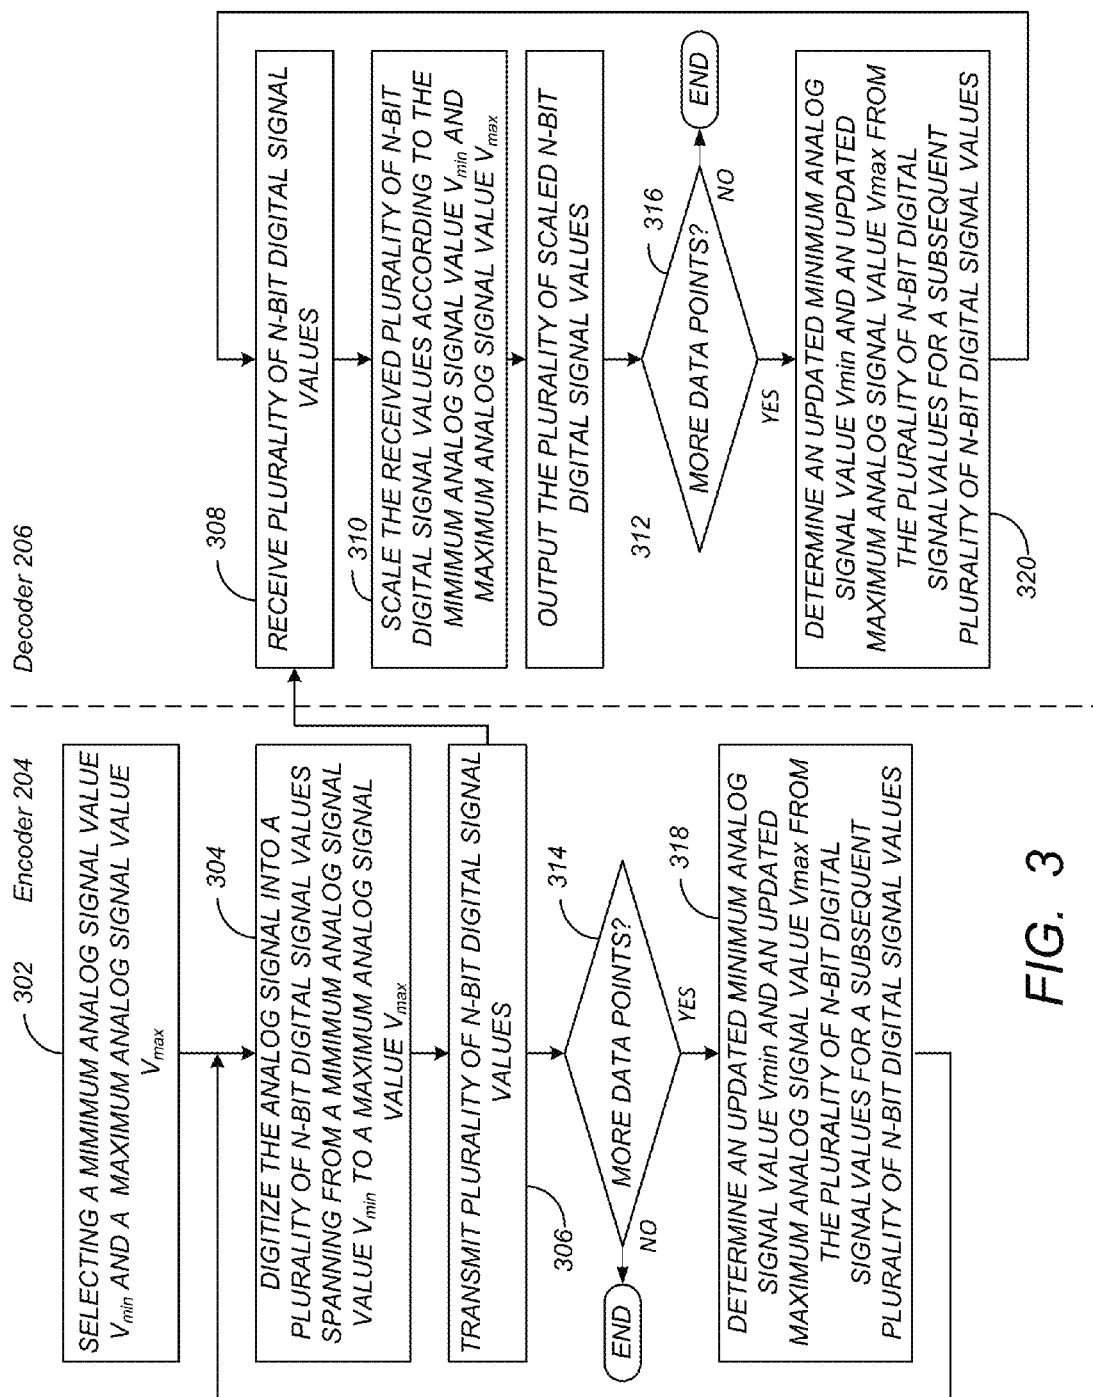 302
Encoder 204
SELECTING A MIMIMUM ANALOG SIGNAL VALUE
Vmin AND A MAXIMUM ANALOG SIGNAL VALUE
Vmax
304
DIGITIZE THE ANALOG SIGNAL INTO A
PLURALITY OF N-BIT DIGITAL SIGNAL VALUES
SPANNING FROM A MIMIMUM ANALOG SIGNAL
VALUE Vmin TO A MAXIMUM ANALOG SIGNAL
VALUE Vmax
TRANSMIT PLURALITY OF N-BIT DIGITAL SIGNAL
VALUES
306
314
MORE DATA POINTS?
NO
END
YES
318
DETERMINE AN UPDATED MINIMUM ANALOG
SIGNAL VALUE Vmin AND AN UPDATED
MAXIMUM ANALOG SIGNAL VALUE Vmax FROM
THE PLURALITY OF N-BIT DIGITAL
SIGNALVALUES FOR A SUBSEQUENT
PLURALITY OF N-BIT DIGITAL SIGNAL VALUES
Decoder 206
308
RECEIVE PLURALITY OF N-BIT DIGITAL SIGNAL
VALUES
310
SCALE THE RECEIVED PLURALITY OF N-BIT
DIGITAL SIGNAL VALUES ACCORDING TO THE
MIMIMUM ANALOG SIGNAL VALUE Vmin AND
MAXIMUM ANALOG SIGNAL VALUE Vmax
OUTPUT THE PLURALITY OF SCALED N-BIT
DIGITAL SIGNAL VALUES
312
316
MORE DATA POINTS?
NO
END
YES
DETERMINE AN UPDATED MINIMUM ANALOG
SIGNAL VALUE Vmin AND AN UPDATED
MAXIMUM ANALOG SIGNAL VALUE Vmax FROM
THE PLURALITY OF N-BIT DIGITAL
SIGNALVALUES FOR A SUBSEQUENT
PLURALITY OF N-BIT DIGITAL SIGNAL VALUES
320
FIG. 3